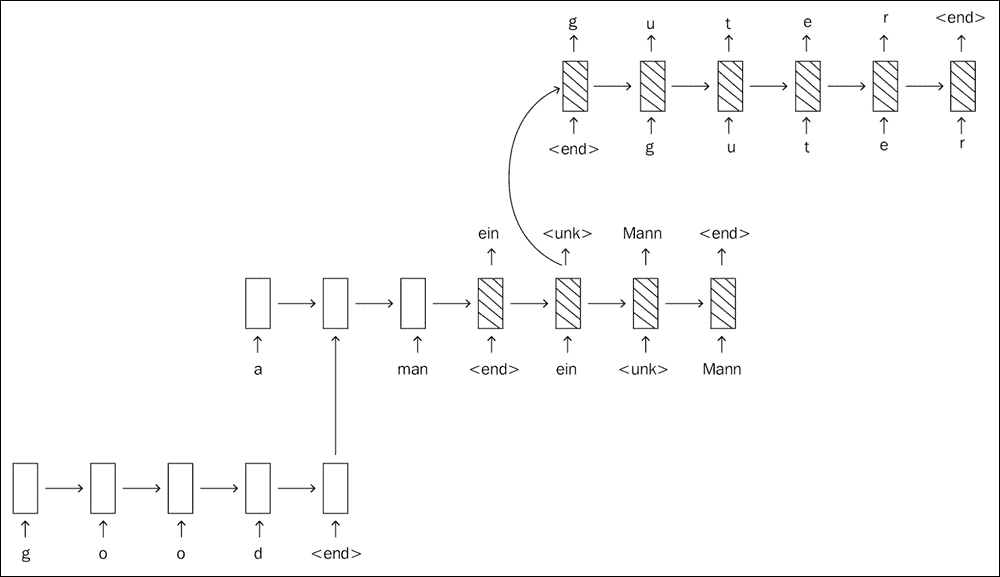 g u t e r <end>
<end> g u t e r
ein <unk> Mann <end>
a man <end> ein <unk> Mann
g o o d <end>